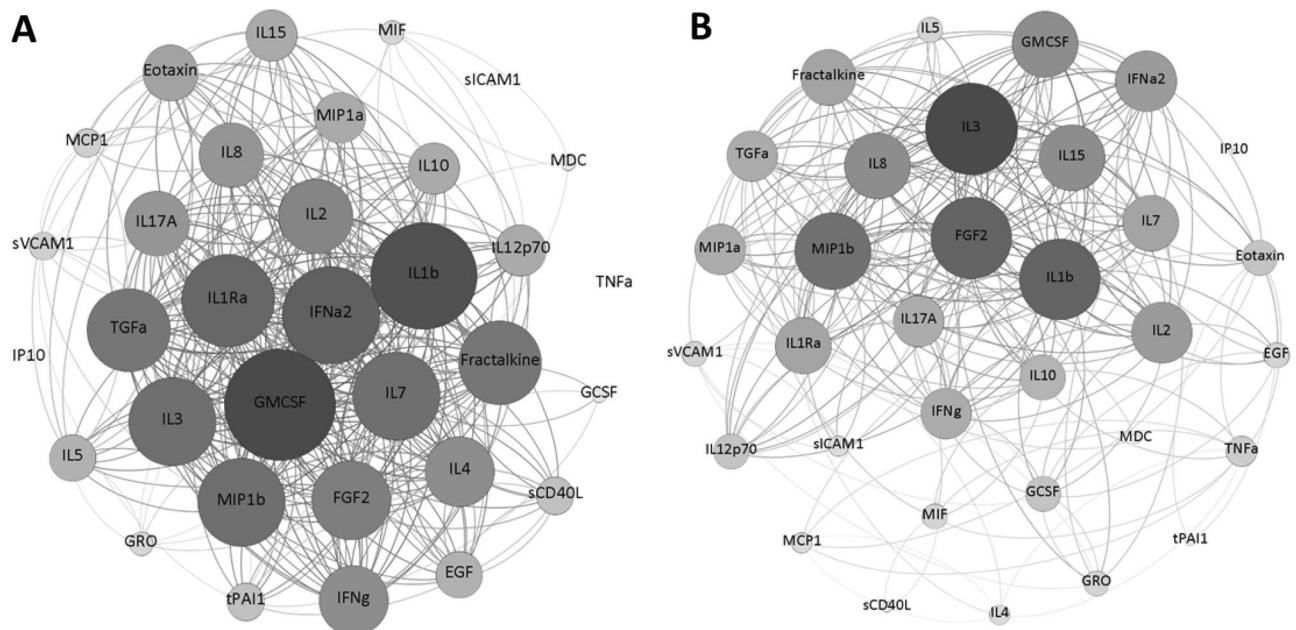 A
IL15
MIF
Eotaxin
sICAM1
MIP1a
MCP1
IL8
IL10
MDC
IL17A
IL2
sVCAM1
IL12p70
IL1b
TNFa
IL1Ra
IFNa2
TGFa
IP10
Fractalkine
GCSF
GMCSF
IL7
IL3
IL5
IL4
sCD40L
MIP1b
FGF2
GRO
EGF
tPAI1
IFNg
B
IL5
GMCSF
Fractalkine
IFNa2
IL3
IP10
TGFa
IL8
IL15
IL7
MIP1a
MIP1b
FGF2
Eotaxin
IL1b
IL17A
IL2
IL1Ra
sVCAM1
EGF
IL10
IFNg
MDC
IL12p70
sICAM1
TNFa
GCSF
MIF
MCP1
tPAI1
GRO
sCD40L
IL4